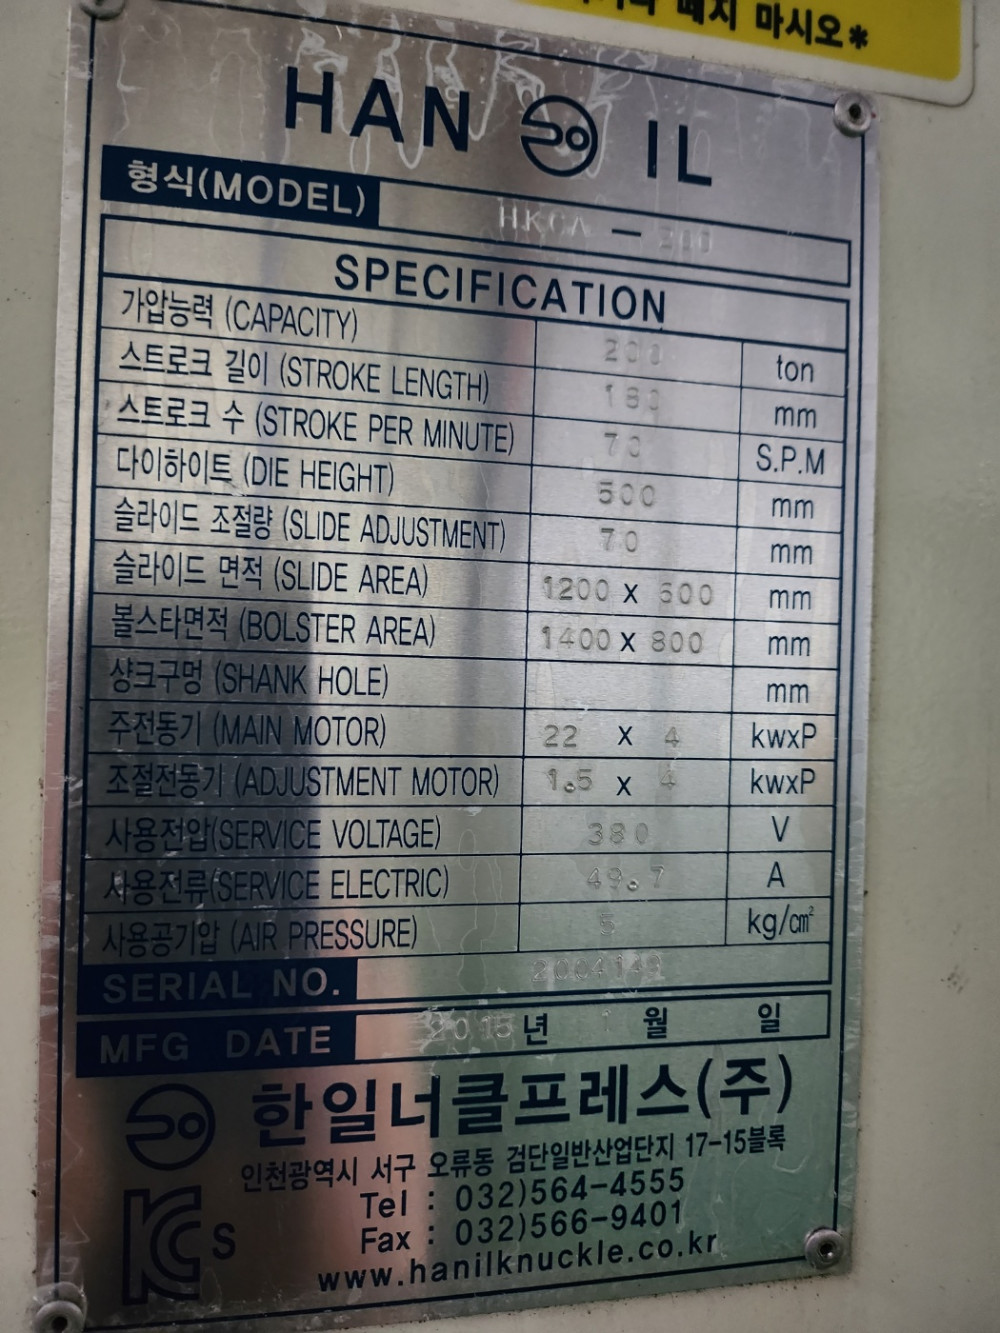 떼지 마시오*
HAN IL
형식(MODEL) HKCA - 200
SPECIFICATION
가압능력 (CAPACITY) 200 ton
스트로크 길이 (STROKE LENGTH) 180 mm
스트로크 수 (STROKE PER MINUTE) 70 S.P.M
다이하이트 (DIE HEIGHT) 500 mm
슬라이드 조절량 (SLIDE ADJUSTMENT) 70 mm
슬라이드 면적 (SLIDE AREA) 1200 x 600 mm
볼스타면적 (BOLSTER AREA) 1400 x 800 mm
샹크구멍 (SHANK HOLE) mm
주전동기 (MAIN MOTOR) 22 x 4 kwxP
조절전동기 (ADJUSTMENT MOTOR) 1.5 x 4 kwxP
사용전압(SERVICE VOLTAGE) 380 V
사용전류(SERVICE ELECTRIC) 49.7 A
사용공기압 (AIR PRESSURE) 5 kg/cm²
SERIAL NO.
MFG DATE 2015 년 1 월 일
한일너클프레스(주)
인천광역시 서구 오류동 검단일반산업단지 17-15블록
Tel : 032)564-4555
Fax : 032)566-9401
KCs
www.hanilknuckle.co.kr